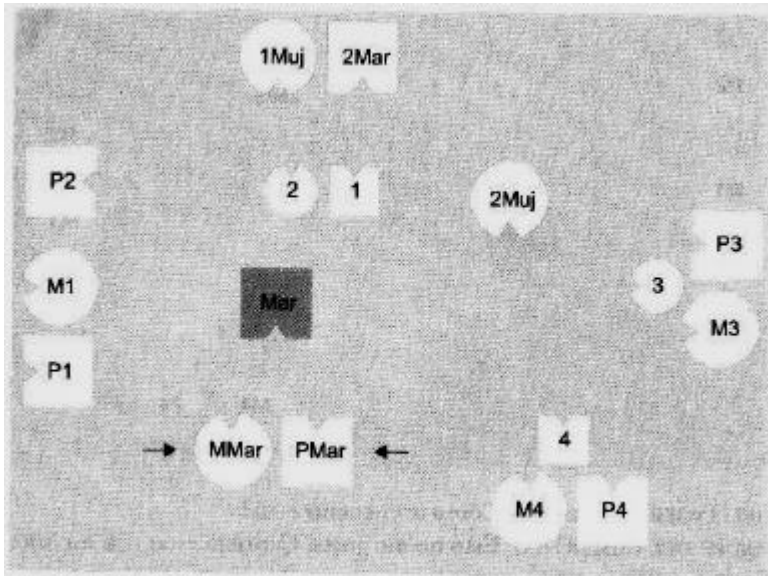 1Muj 2Mar
P2 2 1 2Muj
P3
M1 3
Mar M3
P1
4
MMar PMar
M4 P4